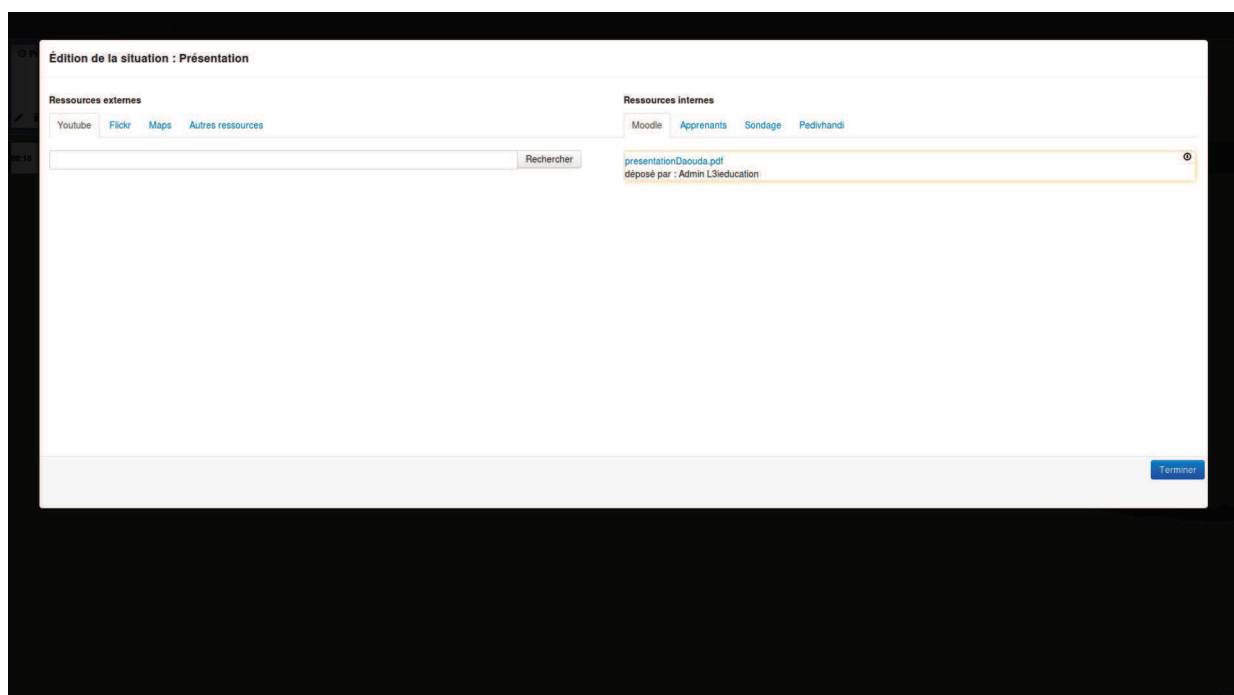 Édition de la situation : Présentation
Ressources externes
Youtube Flickr Maps Autres ressources
Rechercher
Ressources internes
Moodle Apprenants Sondage Pedivhandi
presentationDaouda.pdf
déposé par : Admin L3ieducation
Terminer